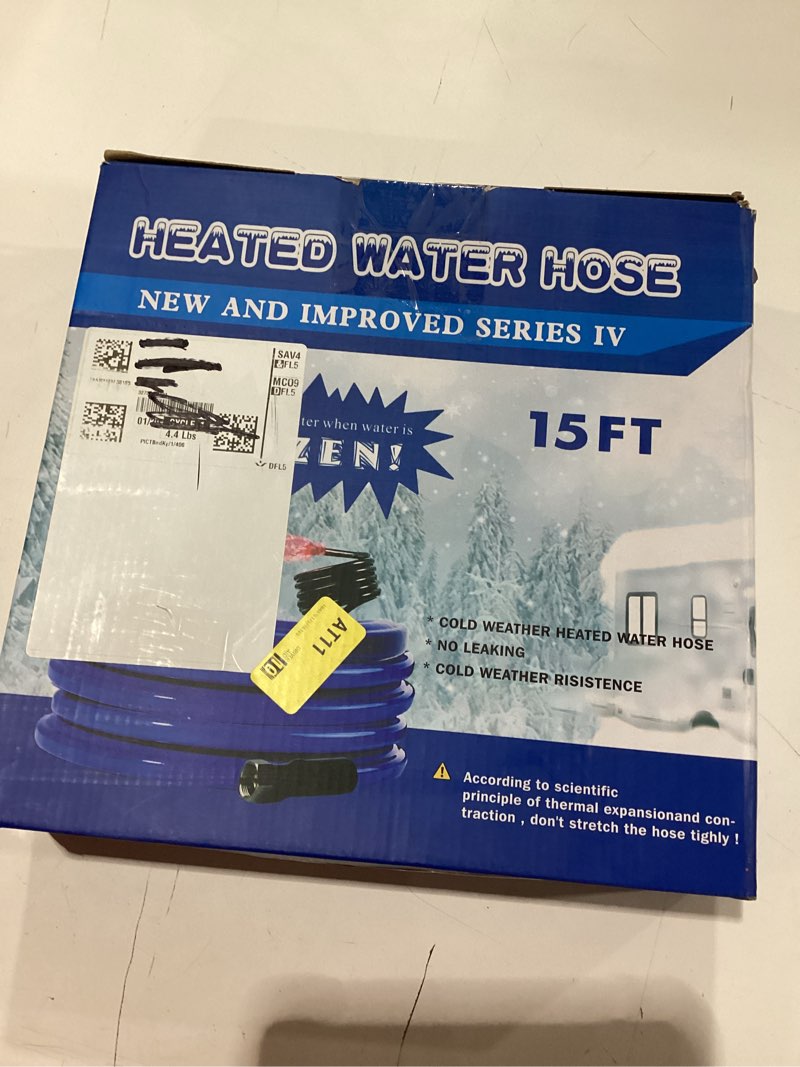 HEATED WATER HOSE
NEW AND IMPROVED SERIES IV
SAV4
FL5
MC09
DFL5
CYCLE
4.4 Lbs
DFL5
ter when water is
ZEN!
15FT
AT11
* COLD WEATHER HEATED WATER HOSE
* NO LEAKING
* COLD WEATHER RISISTENCE
According to scientific
principle of thermal expansionand con-
traction , don't stretch the hose tighly !